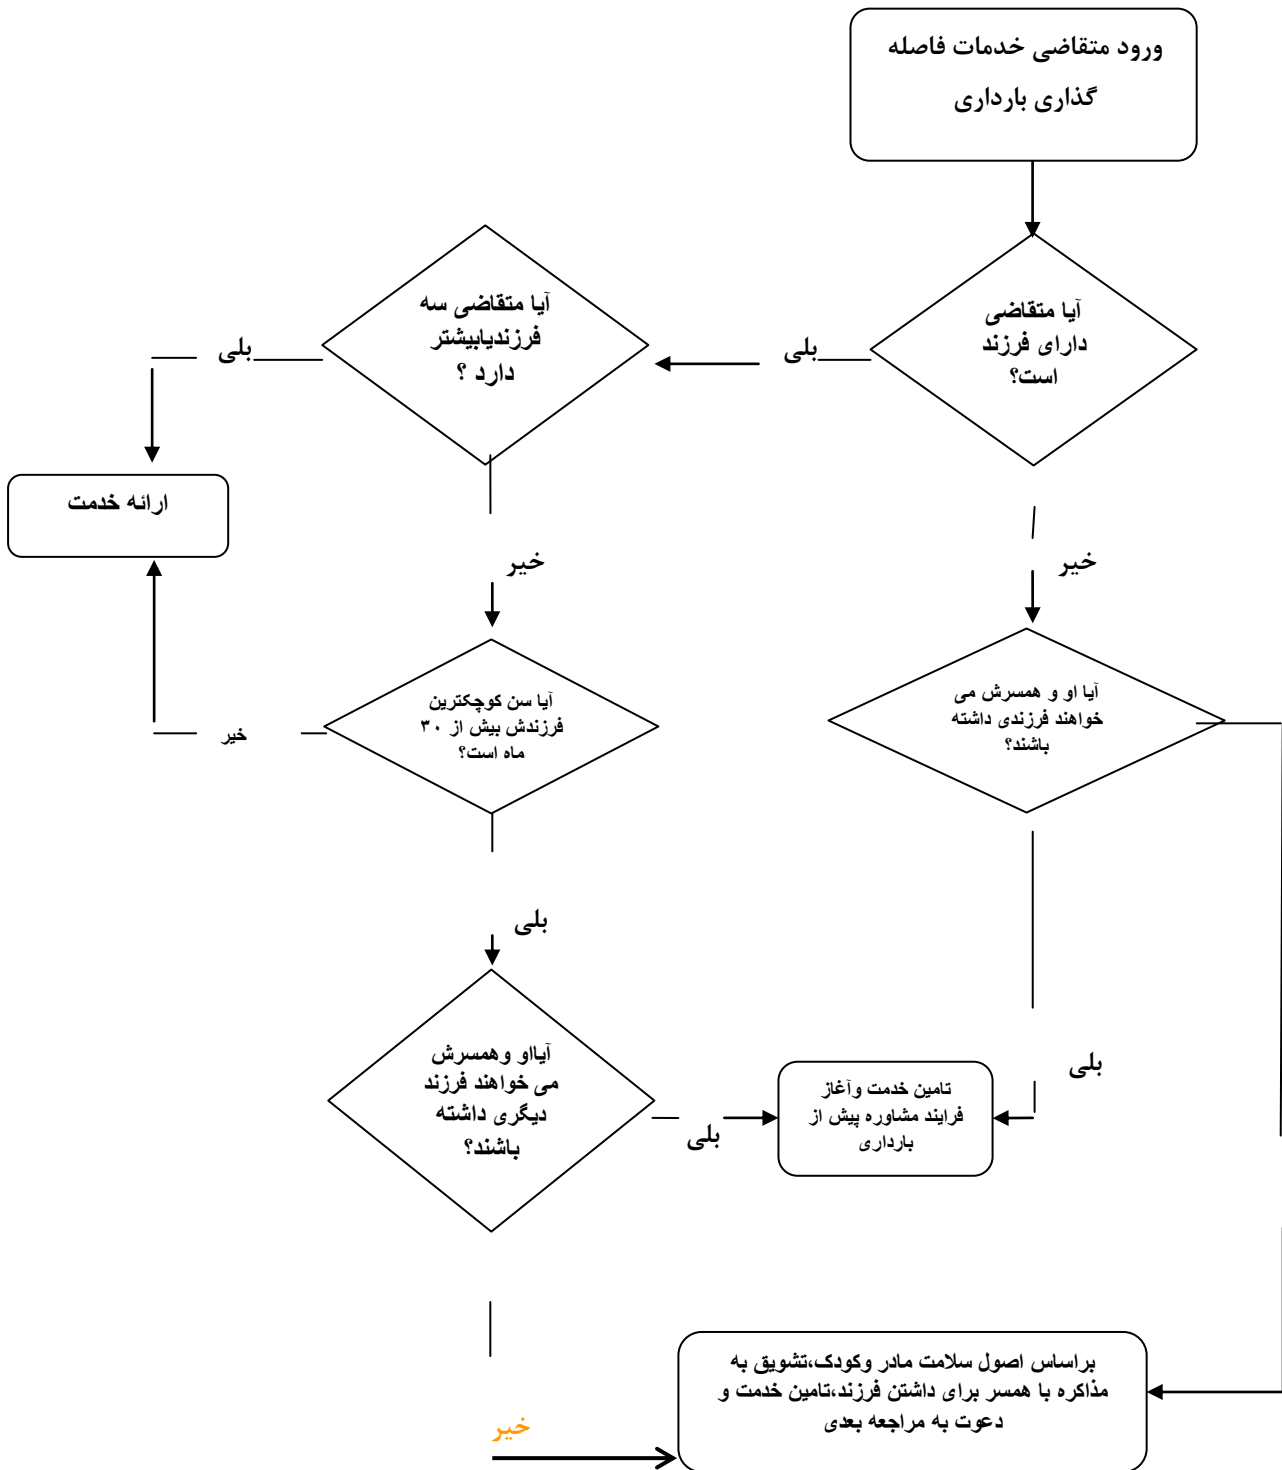 ورود متقاضی خدمات فاصله
گذاری بارداری
آیا متقاضی
دارای فرزند
است؟
بلی
آیا متقاضی سه
فرزندیابیشتر
دارد ؟
بلی
ارائه خدمت
خیر
خیر
آیا او و همسرش می
خواهند فرزندی داشته
باشند؟
آیا سن کوچکترین
فرزندش بیش از ۳۰
ماه است؟
خیر
بلی
آیااو وهمسرش
می خواهند فرزند
دیگری داشته
باشند؟
بلی
تامین خدمت وآغاز
فرایند مشاوره پیش از
بارداری
بلی
براساس اصول سلامت مادر وکودک،تشویق به
مذاکره با همسر برای داشتن فرزند،تامین خدمت و
دعوت به مراجعه بعدی
خیر